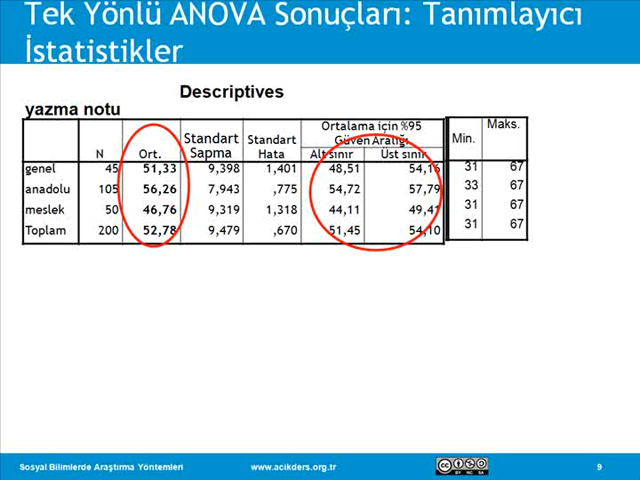 Tek Yönlü ANOVA Sonuçları: Tanımlayıcı
İstatistikler
Descriptives
yazma notu
N Ort. Standart Sapma Standart Hata Ortalama için %95 Güven Aralığı Alt sınır Üst sınır Min. Maks.
genel 45 51,33 9,398 1,401 48,51 54,16 31 67
anadolu 105 56,26 7,943 ,775 54,72 57,79 33 67
meslek 50 46,76 9,319 1,318 44,11 49,41 31 67
Toplam 200 52,78 9,479 ,670 51,45 54,10 31 67
Sosyal Bilimlerde Araştırma Yöntemleri www.acikders.org.tr cc BY NC SA 9